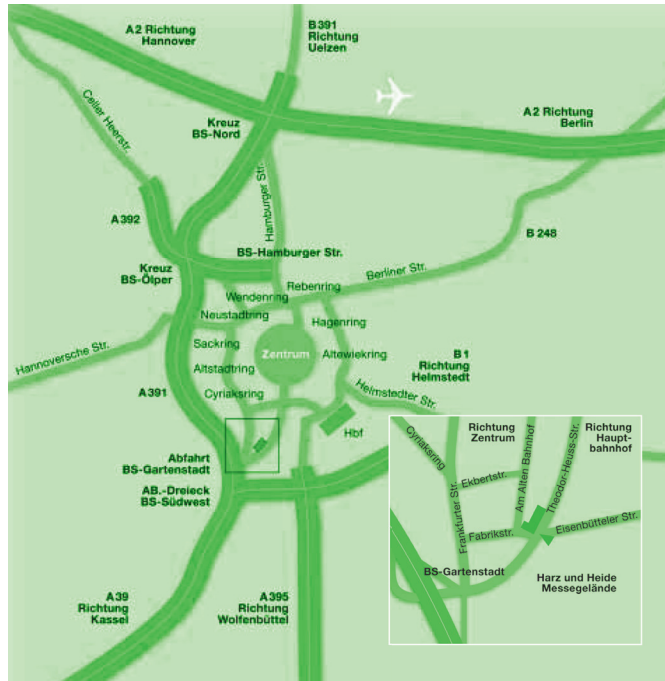 B 391
Richtung
Uelzen
A 2 Richtung
Hannover
Celler Heerstr.
Kreuz
BS-Nord
A 2 Richtung
Berlin
Hamburger Str.
A 392
B 248
BS-Hamburger Str.
Kreuz
BS-Ölper
Berliner Str.
Rebenring
Wendenring
Neustadtring
Hagenring
Hannoversche Str.
Sackring
Zentrum
Altewiekring
B 1
Richtung
Helmstedt
Altstadtring
A 391
Cyriaksring
Helmstedter Str.
Hbf
Abfahrt
BS-Gartenstadt
AB.-Dreieck
BS-Südwest
A 39
Richtung
Kassel
A 395
Richtung
Wolfenbüttel
Cyriaksring
Richtung
Zentrum
Richtung
Haupt-
bahnhof
Am Alten Bahnhof
Theodor-Heuss-Str.
Ekbertstr.
Frankfurter Str.
Fabrikstr.
Eisenbütteler Str.
BS-Gartenstadt
Harz und Heide
Messegelände